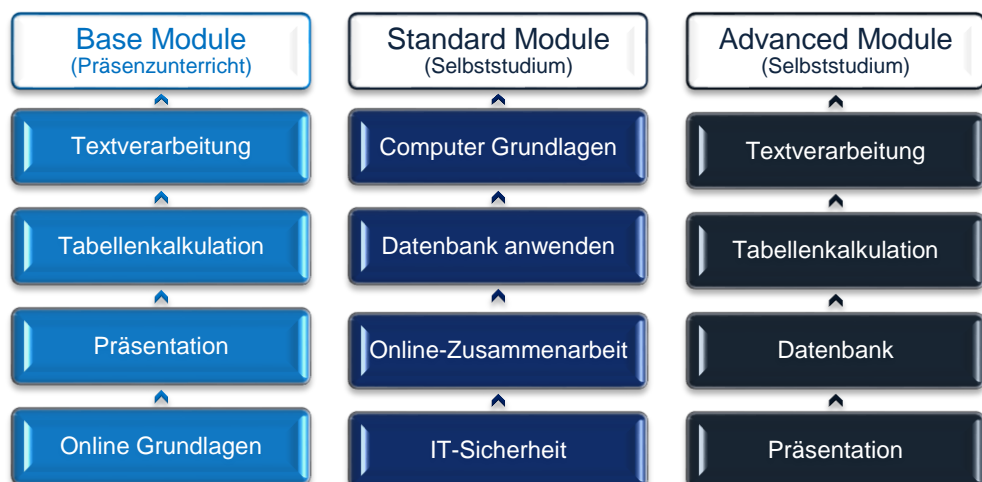 Base Module
(Präsenzunterricht)
Textverarbeitung
Tabellenkalkulation
Präsentation
Online Grundlagen
Standard Module
(Selbststudium)
Computer Grundlagen
Datenbank anwenden
Online-Zusammenarbeit
IT-Sicherheit
Advanced Module
(Selbststudium)
Textverarbeitung
Tabellenkalkulation
Datenbank
Präsentation